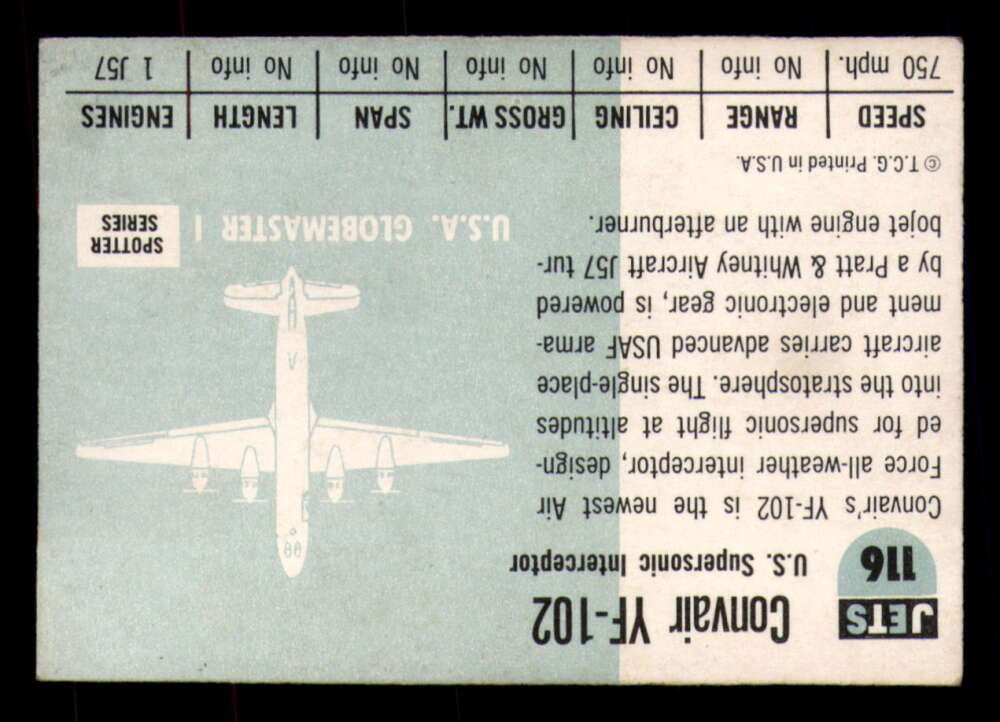 JETS
116
Convair YF-102
U.S. Supersonic Interceptor
Convair's YF-102 is the newest Air
Force all-weather interceptor, design-
ed for supersonic flight at altitudes
into the stratosphere. The single-place
aircraft carries advanced USAF arma-
ment and electronic gear, is powered
by a Pratt & Whitney Aircraft J57 tur-
bojet engine with an afterburner.
© T.C.G. Printed in U.S.A.
U.S.A. GLOBEMASTER I
SPOTTER
SERIES
SPEED RANGE CEILING GROSS WT. SPAN LENGTH ENGINES
750 mph. No info No info No info No info No info 1 J57